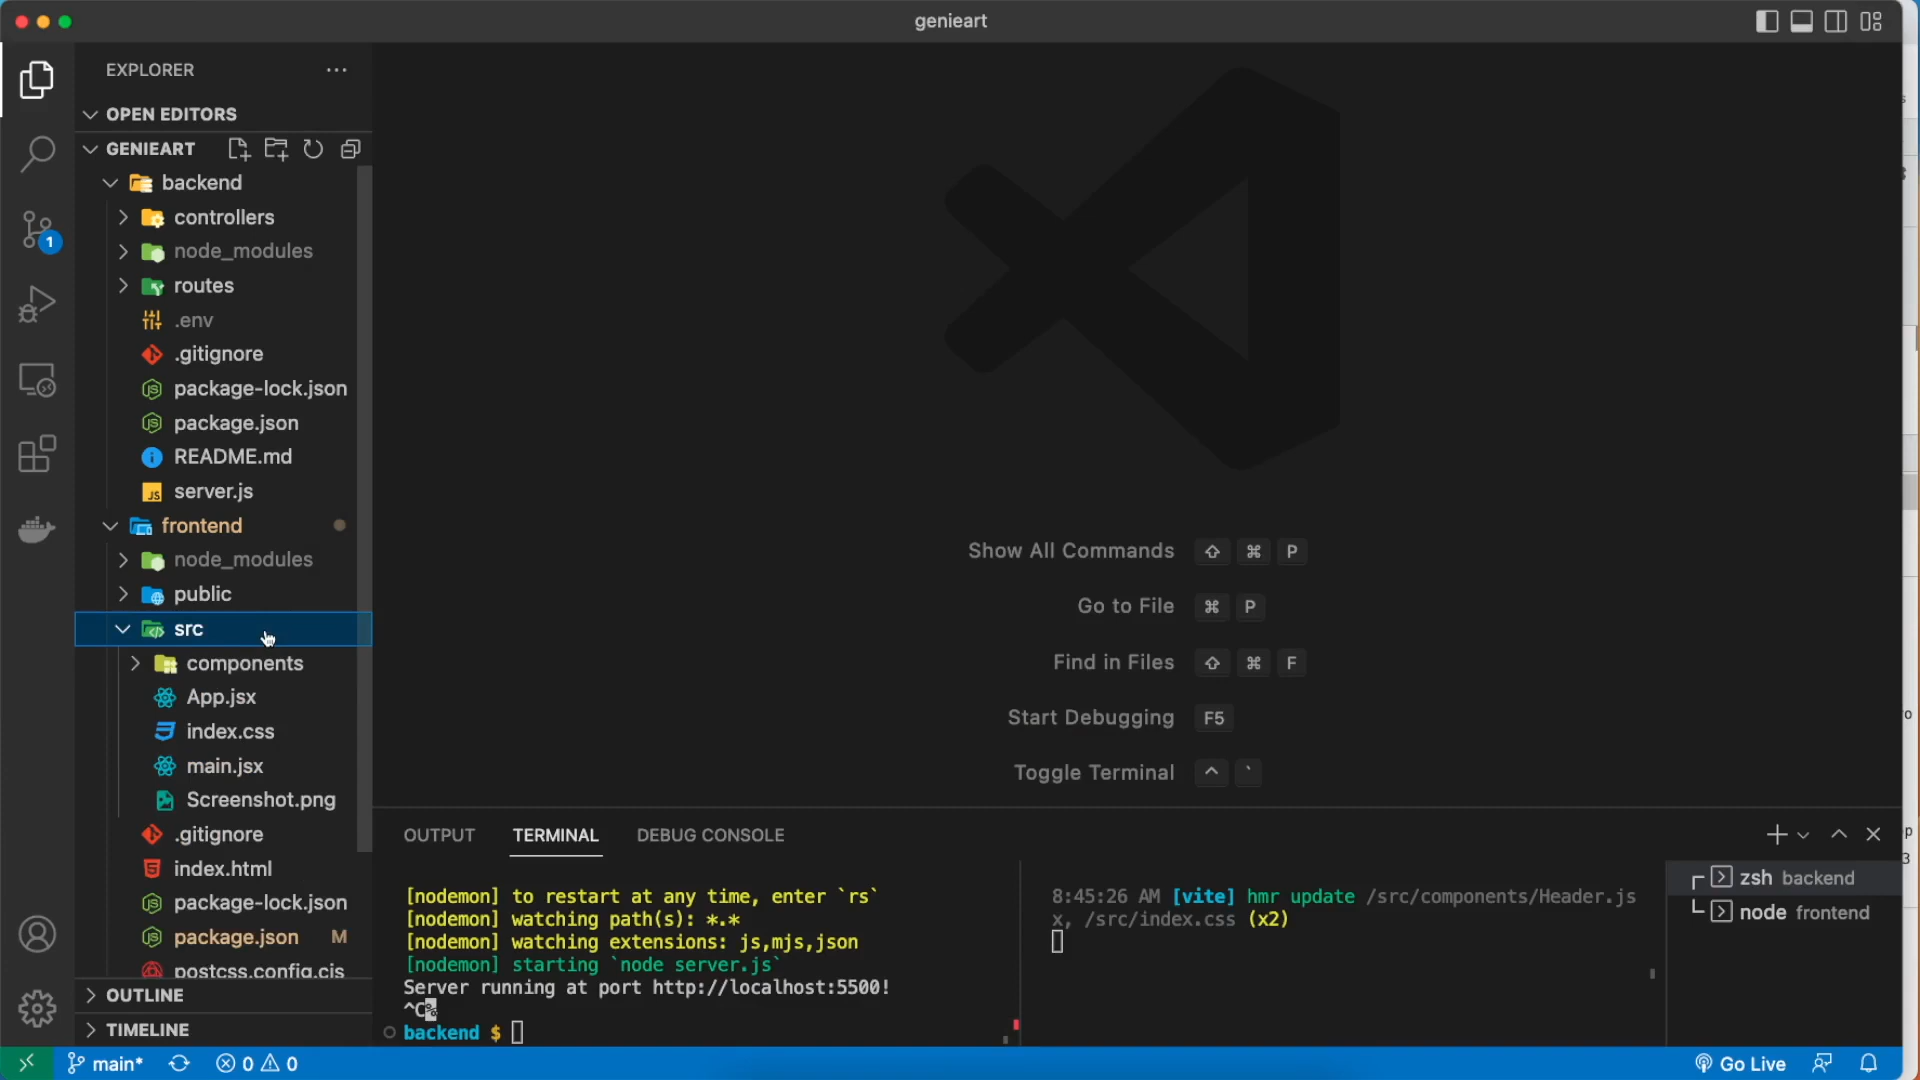 genieart
EXPLORER
OPEN EDITORS
GENIEART
backend
controllers
node_modules
routes
.env
.gitignore
package-lock.json
package.json
README.md
server.js
frontend
node_modules
public
src
components
App.jsx
index.css
main.jsx
Screenshot.png
.gitignore
index.html
package-lock.json
package.json M
postcss.config.cjs
OUTLINE
TIMELINE
1
Show All Commands ⇧ ⌘ P
Go to File ⌘ P
Find in Files ⇧ ⌘ F
Start Debugging F5
Toggle Terminal ^ `
OUTPUT TERMINAL DEBUG CONSOLE
[nodemon] to restart at any time, enter `rs`
[nodemon] watching path(s): *.*
[nodemon] watching extensions: js,mjs,json
[nodemon] starting `node server.js`
Server running at port http://localhost:5500!
^C%
backend $
8:45:26 AM [vite] hmr update /src/components/Header.js
x, /src/index.css (x2)
zsh backend
node frontend
main* 0 0
Go Live